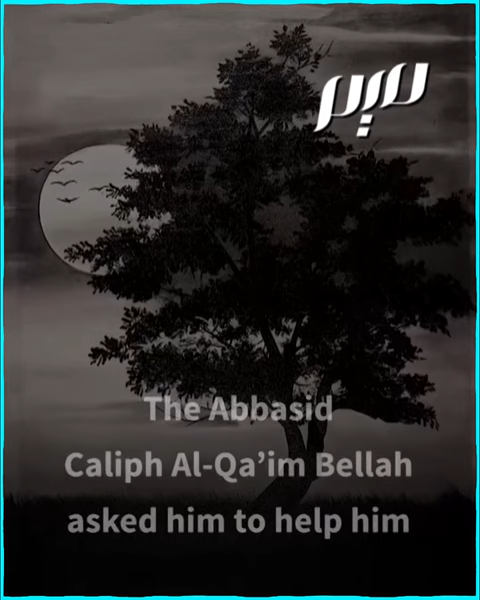 The Abbasid
Caliph Al-Qa’im Bellah
asked him to help him